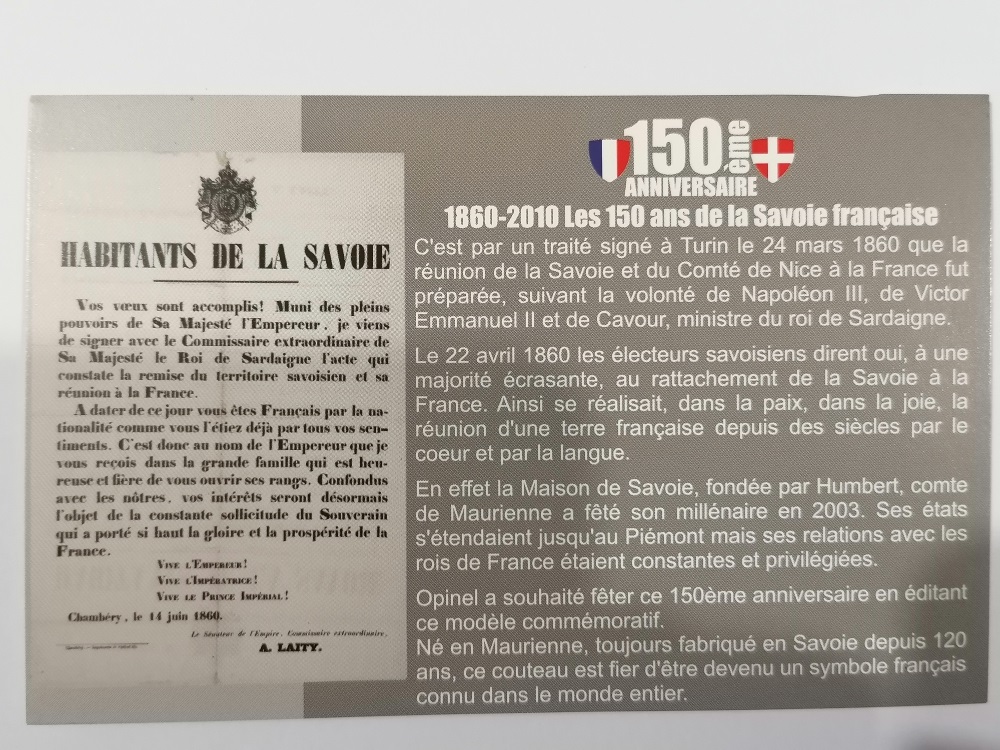 HABITANTS DE LA SAVOIE
Vos vœux sont accomplis! Muni des pleins
pouvoirs de Sa Majesté l'Empereur, je viens
de signer avec le Commissaire extraordinaire de
Sa Majesté le Roi de Sardaigne l'acte qui
constate la remise du territoire savoisien et sa
réunion à la France.
A dater de ce jour vous êtes Français par la na-
tionalité comme vous l'étiez déjà par tous vos sen-
timents. C'est donc au nom de l'Empereur que je
vous reçois dans la grande famille qui est heu-
reuse et fière de vous ouvrir ses rangs. Confondus
avec les nôtres, vos intérêts seront désormais
l'objet de la constante sollicitude du Souverain
qui a porté si haut la gloire et la prospérité de la
France.
VIVE L'EMPEREUR!
VIVE L'IMPÉRATRICE!
VIVE LE PRINCE IMPÉRIAL!
Chambéry, le 14 juin 1860.
Le Sénateur de l'Empire, Commissaire extraordinaire,
A. LAITY.
150ème
ANNIVERSAIRE
1860-2010 Les 150 ans de la Savoie française
C'est par un traité signé à Turin le 24 mars 1860 que la
réunion de la Savoie et du Comté de Nice à la France fut
préparée, suivant la volonté de Napoléon III, de Victor
Emmanuel II et de Cavour, ministre du roi de Sardaigne.
Le 22 avril 1860 les électeurs savoisiens dirent oui, à une
majorité écrasante, au rattachement de la Savoie à la
France. Ainsi se réalisait, dans la paix, dans la joie, la
réunion d'une terre française depuis des siècles par le
coeur et par la langue.
En effet la Maison de Savoie, fondée par Humbert, comte
de Maurienne a fêté son millénaire en 2003. Ses états
s'étendaient jusqu'au Piémont mais ses relations avec les
rois de France étaient constantes et privilégiées.
Opinel a souhaité fêter ce 150ème anniversaire en éditant
ce modèle commémoratif.
Né en Maurienne, toujours fabriqué en Savoie depuis 120
ans, ce couteau est fier d'être devenu un symbole français
connu dans le monde entier.